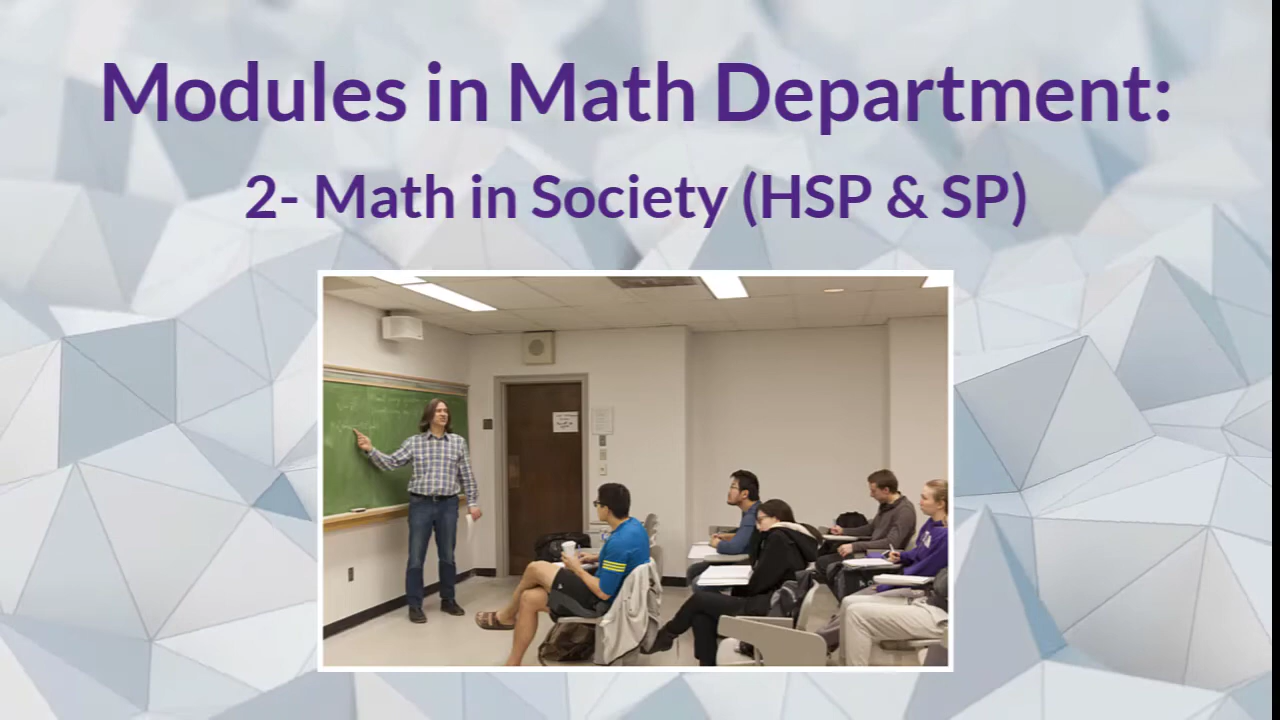 Modules in Math Department:
2- Math in Society (HSP & SP)